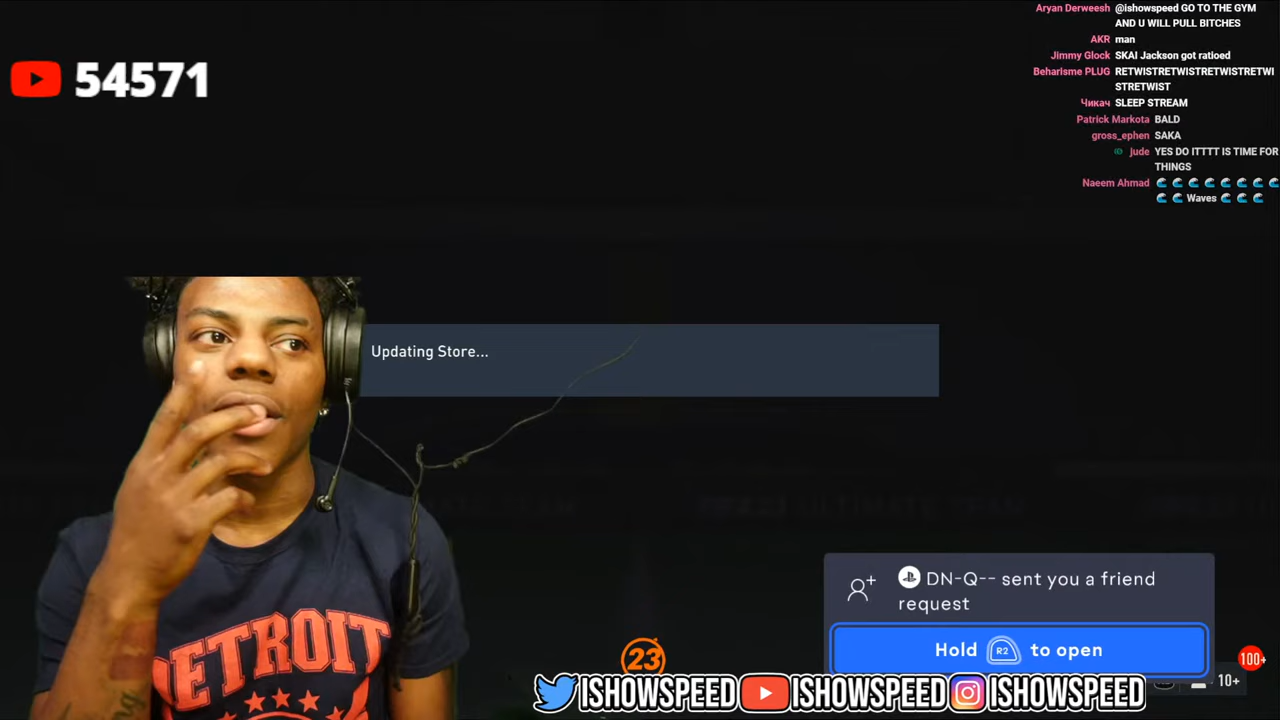 54571
Aryan Derweesh @ishowspeed GO TO THE GYM
AND U WILL PULL BITCHES
AKR man
Jimmy Glock SKAI Jackson got ratioed
Beharisme PLUG RETWISTRETWISTRETWISTRETWI
STRETWIST
Чикач SLEEP STREAM
Patrick Markota BALD
gross_ephen SAKA
jude YES DO ITTTT IS TIME FOR
THINGS
Naeem Ahmad 🌊 🌊 🌊 🌊 🌊 🌊 🌊 🌊
🌊 🌊 Waves 🌊 🌊 🌊
Updating Store...
DN-Q-- sent you a friend
request
Hold R2 to open
DETROIT
23
100+
10+
ISHOWSPEED ISHOWSPEED ISHOWSPEED